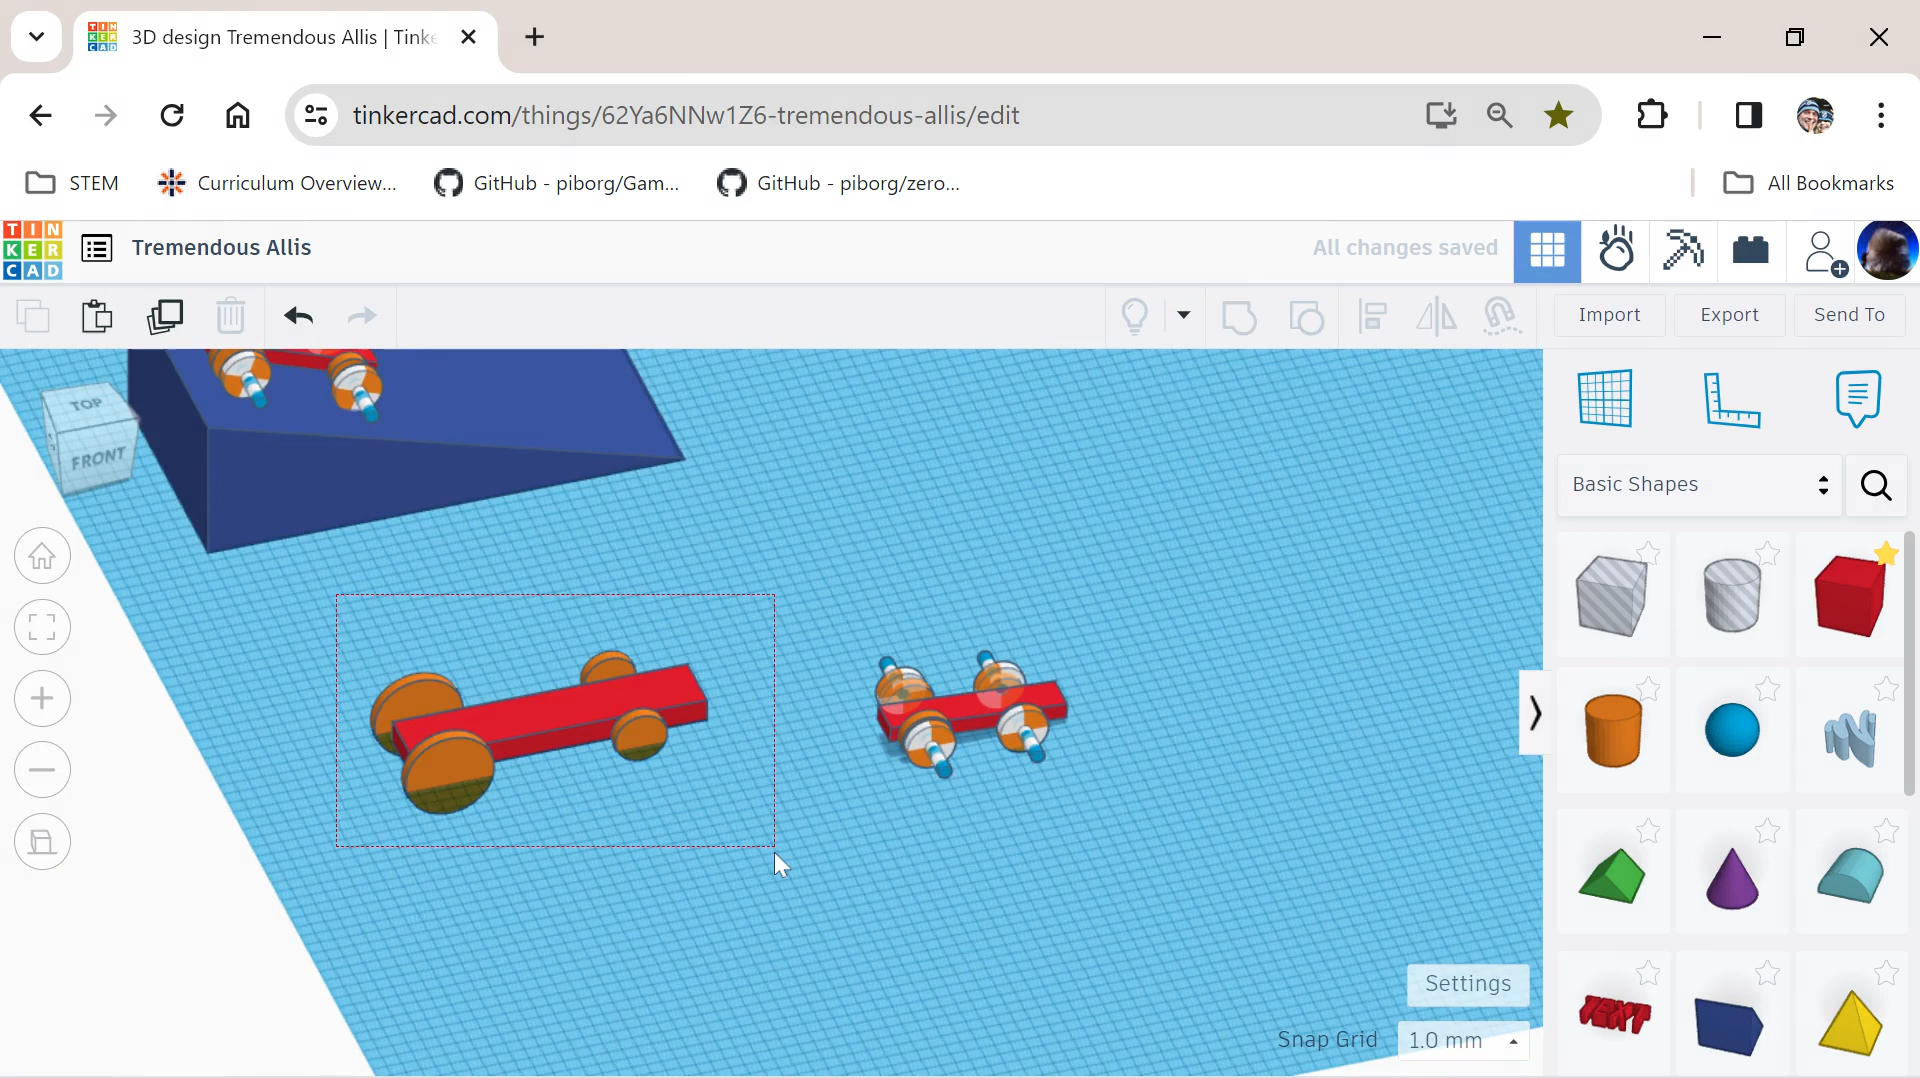 3D design Tremendous Allis | Tinke
tinkercad.com/things/62Ya6NNw1Z6-tremendous-allis/edit
STEM
Curriculum Overview...
GitHub - piborg/Gam...
GitHub - piborg/zero...
All Bookmarks
TIN
KER
CAD
Tremendous Allis
All changes saved
Import
Export
Send To
TOP
FRONT
Basic Shapes
TEXT
Settings
Snap Grid
1.0 mm